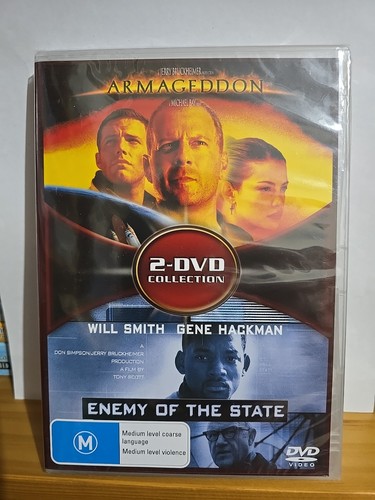 JERRY BRUCKHEIMER
ARMAGEDDON
MICHAEL BAY
2-DVD
COLLECTION
WILL SMITH GENE HACKMAN
A
DON SIMPSON/JERRY BRUCKHEIMER
PRODUCTION
A FILM BY
TONY SCOTT
ENEMY OF THE STATE
M
Medium level coarse
language
Medium level violence
DVD
VIDEO